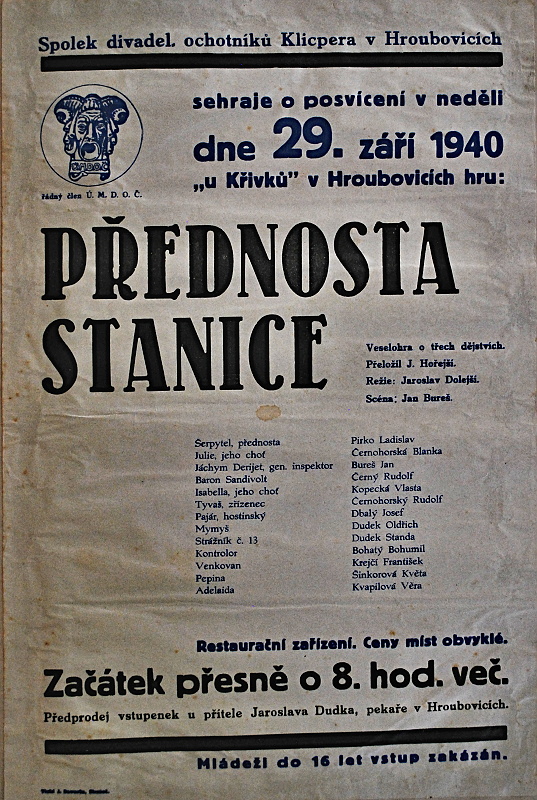 Spolek divadel. ochotníků Klicpera v Hroubovicích
sehraje o posvícení v neděli
dne 29. září 1940
„u Křivků” v Hroubovicích hru:
řádný člen Ú. M. D. O. Č.
PŘEDNOSTA
STANICE
Veselohra o třech dějstvích.
Přeložil J. Hořejší.
Režie: Jaroslav Dolejší.
Scéna: Jan Bureš.
Serpytel, přednosta Pirko Ladislav
Julie, jeho choť Černohorská Blanka
Jáchym Derijet, gen. inspektor Bureš Jan
Baron Sandivolt Černý Rudolf
Isabella, jeho choť Kopecká Vlasta
Tyvaš, zřízenec Černohorský Rudolf
Pajár, hostinský Dbalý Josef
Mymyš Dudek Oldřich
Strážník č. 13 Dudek Standa
Kontrolor Bohatý Bohumil
Venkovan Krejčí František
Pepina Šinkorová Květa
Adelaida Kvapilová Věra
Restaurační zařízení. Ceny míst obvyklé.
Začátek přesně o 8. hod. več.
Předprodej vstupenek u přítele Jaroslava Dudka, pekaře v Hroubovicích.
Mládeži do 16 let vstup zakázán.